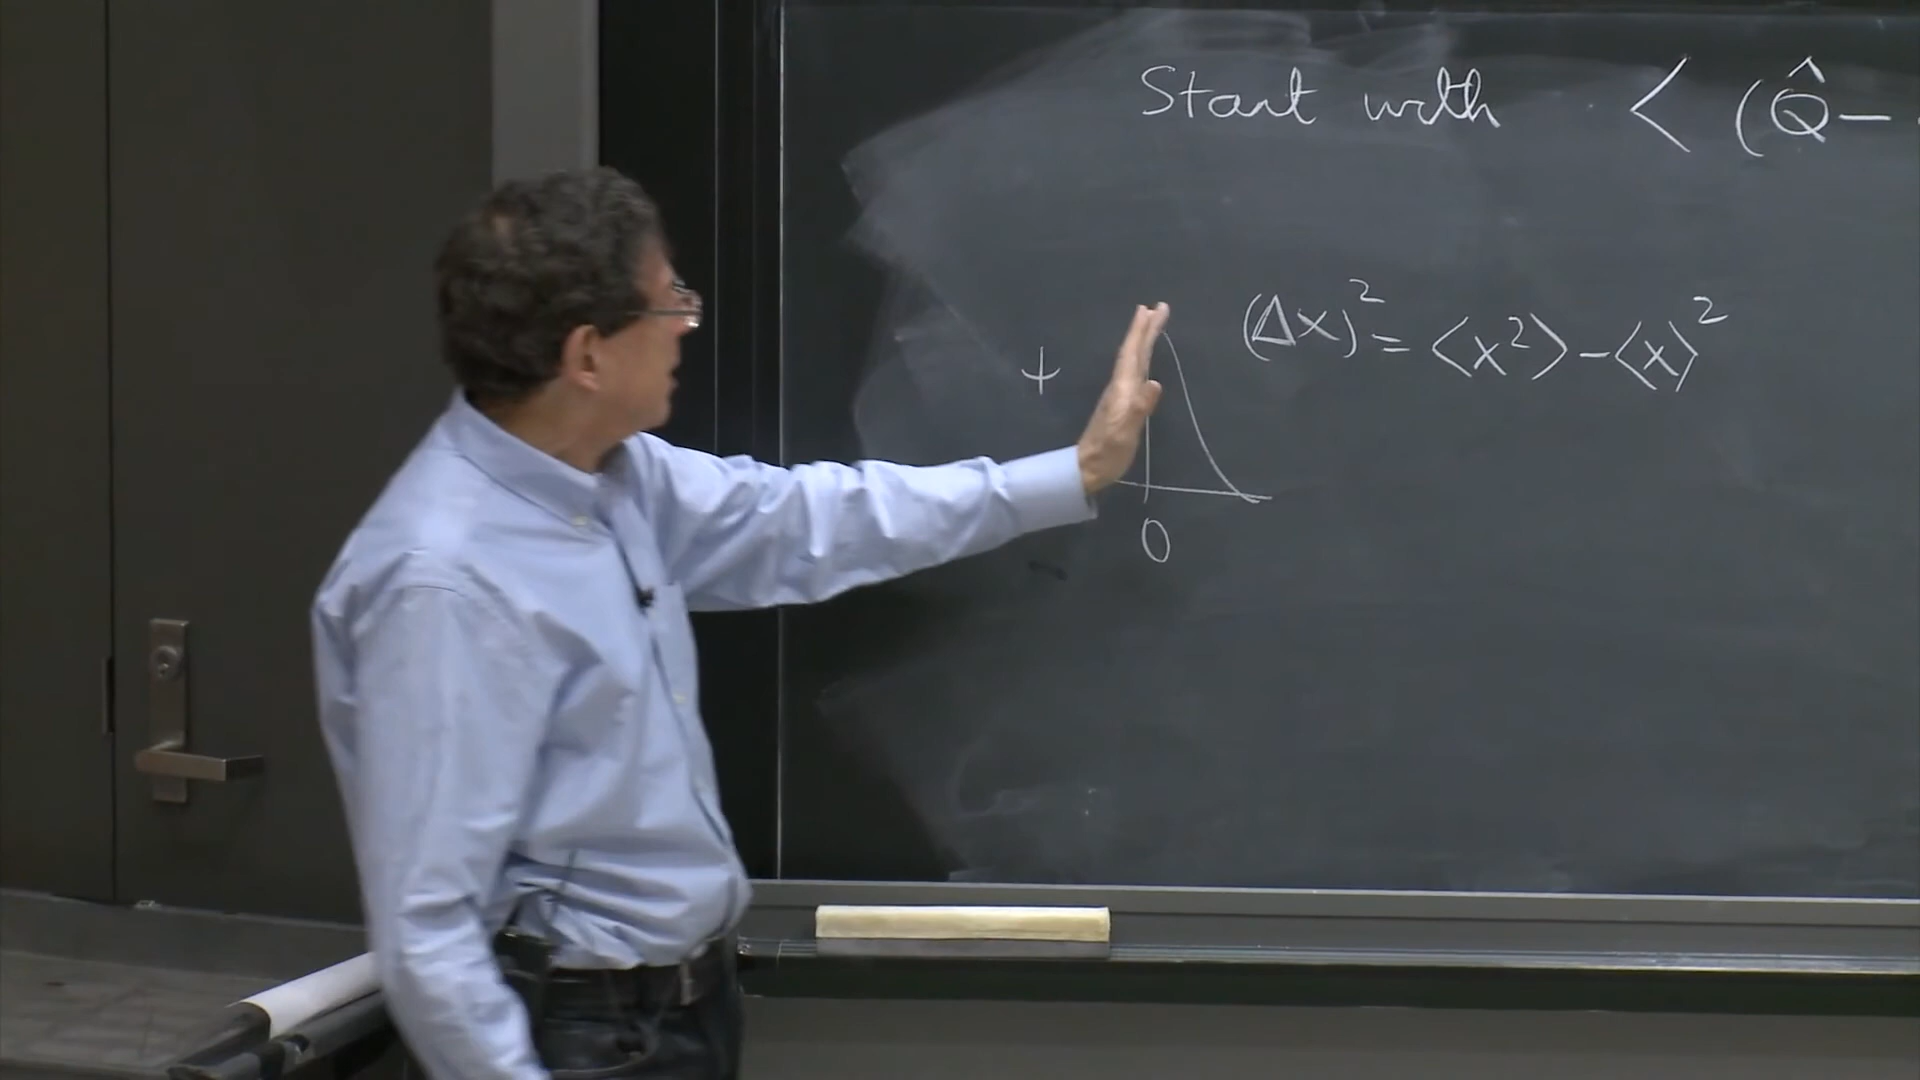 Start with < (Q̂ -
(Δx)² = <x²> - <x>²
+
0